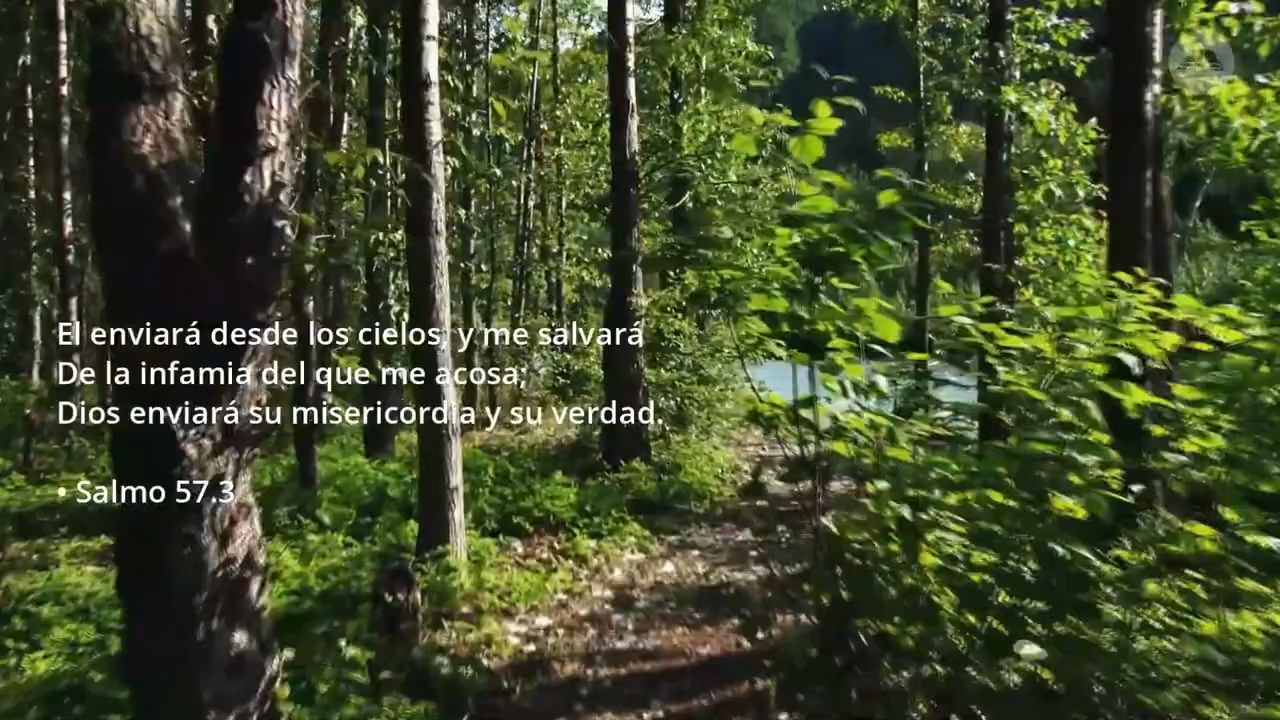 El enviará desde los cielos, y me salvará
De la infamia del que me acosa;
Dios enviará su misericordia y su verdad.
• Salmo 57.3